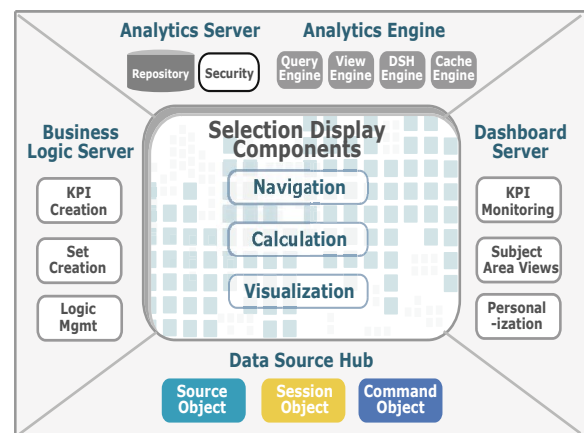 Analytics Server
Analytics Engine
Repository
Security
Query
Engine
View
Engine
DSH
Engine
Cache
Engine
Business
Logic Server
KPI
Creation
Set
Creation
Logic
Mgmt
Selection Display
Components
Navigation
Calculation
Visualization
Dashboard
Server
KPI
Monitoring
Subject
Area Views
Personal
-ization
Data Source Hub
Source
Object
Session
Object
Command
Object